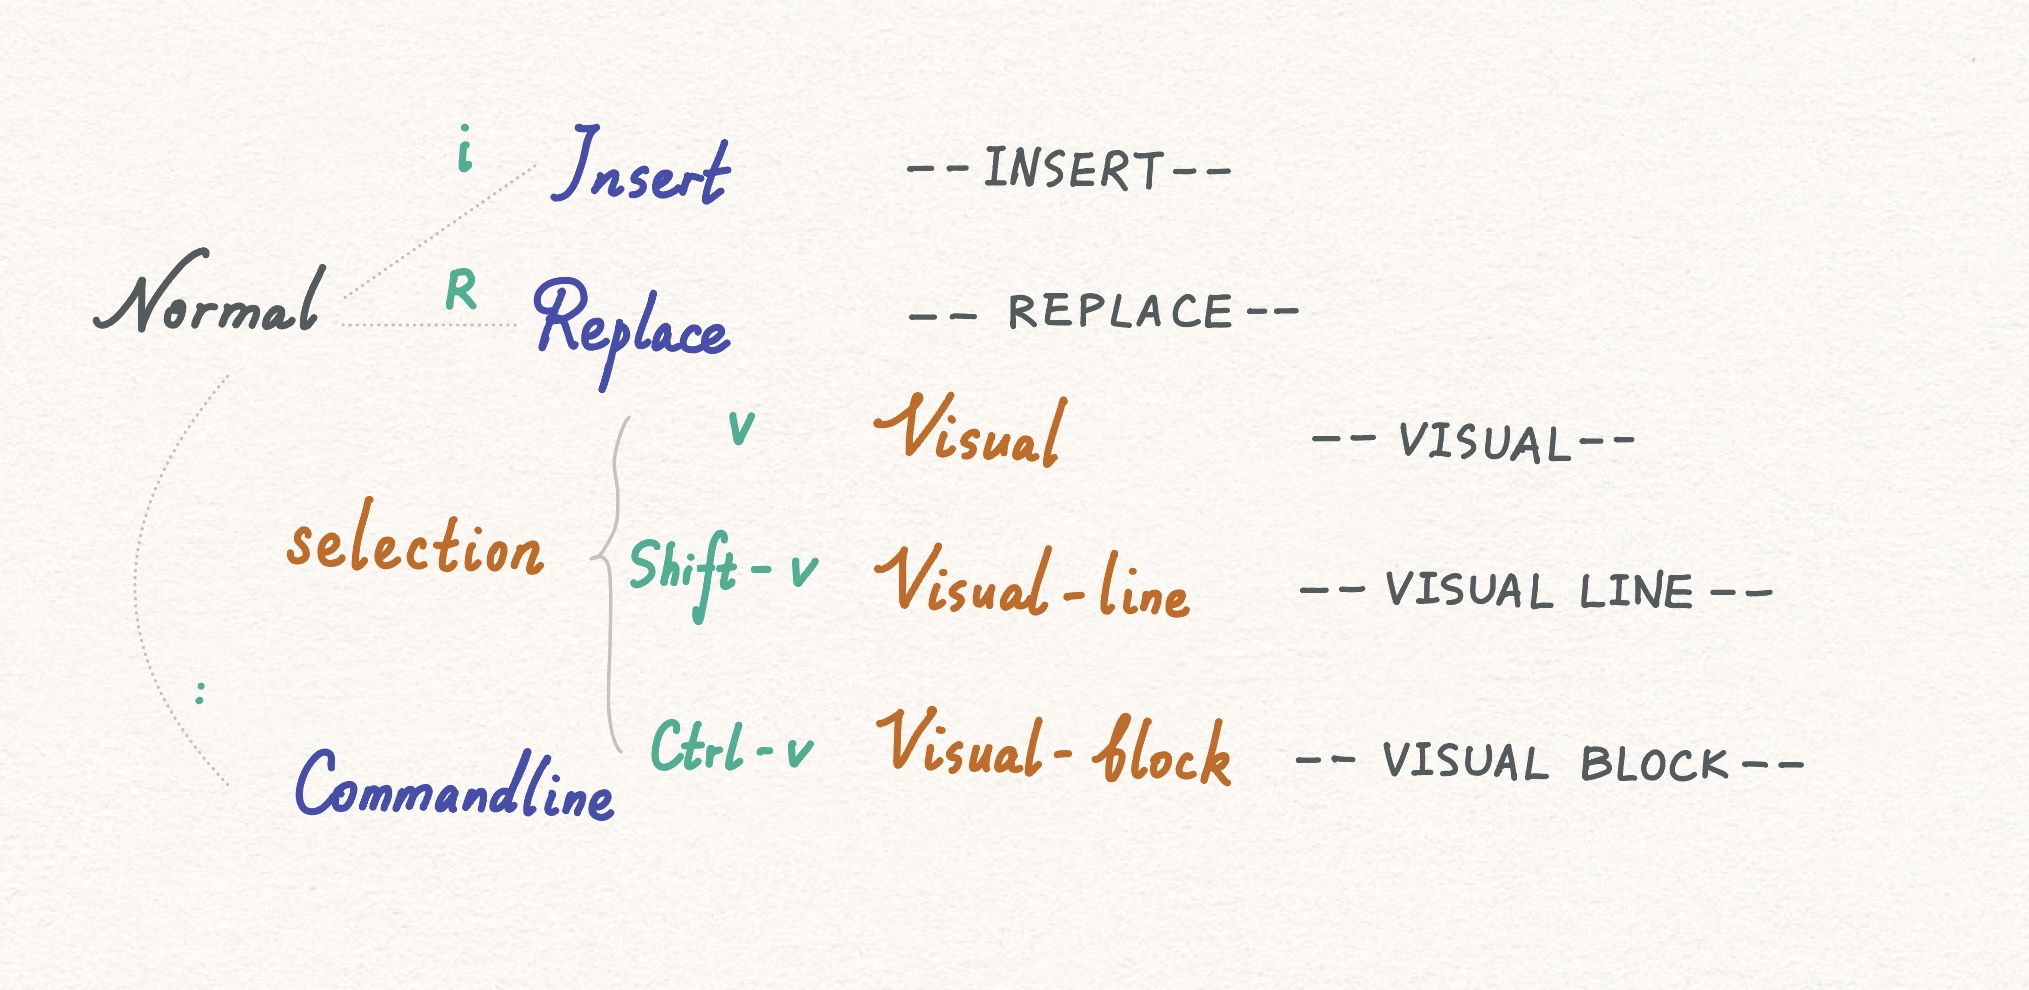 i Insert --INSERT--
Normal R Replace -- REPLACE --
v Visual -- VISUAL--
selection Shift-v Visual-line -- VISUAL LINE --
: Ctrl-v Visual-block -- VISUAL BLOCK--
Commandline